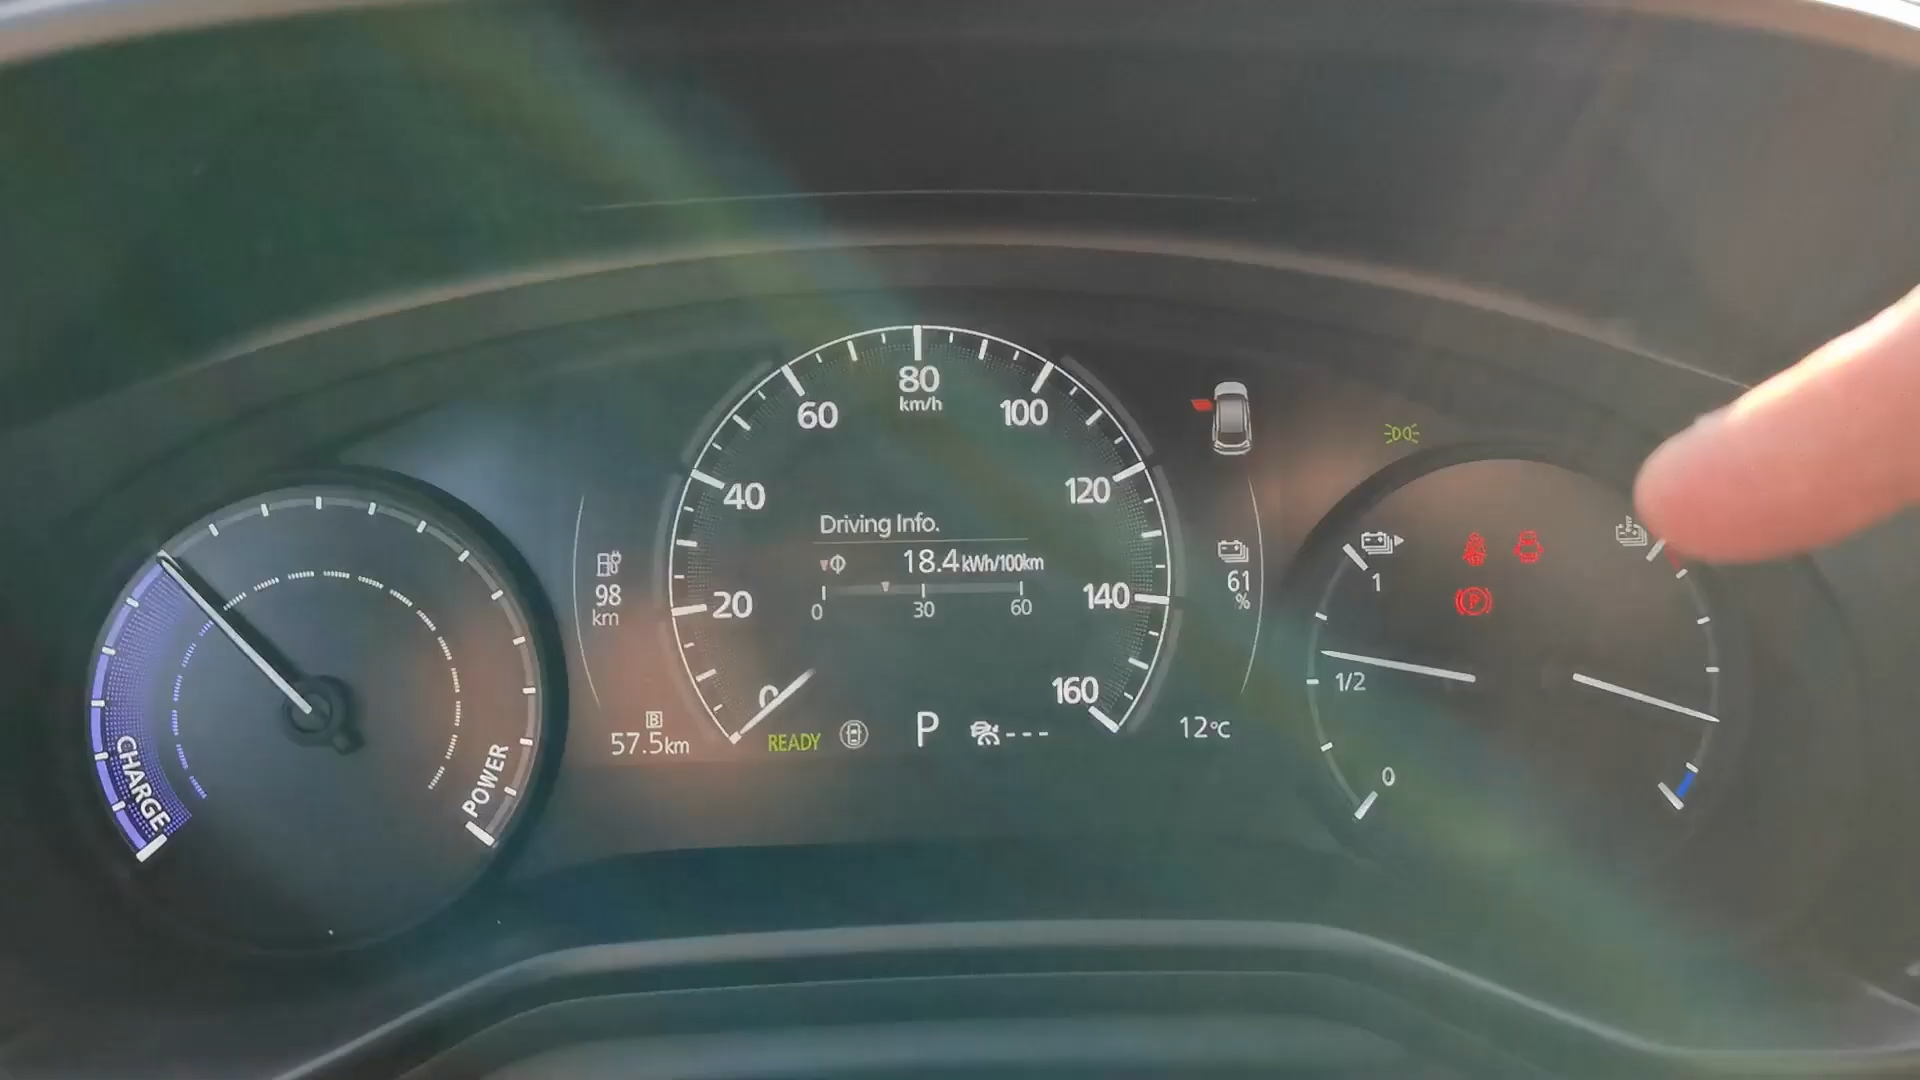 80
km/h
60
100
40
120
Driving Info.
18.4 kWh/100km
0 30 60
20
140
0
160
98
km
61
%
B
57.5km
READY
P
---
12°C
CHARGE
POWER
1
1/2
0
P